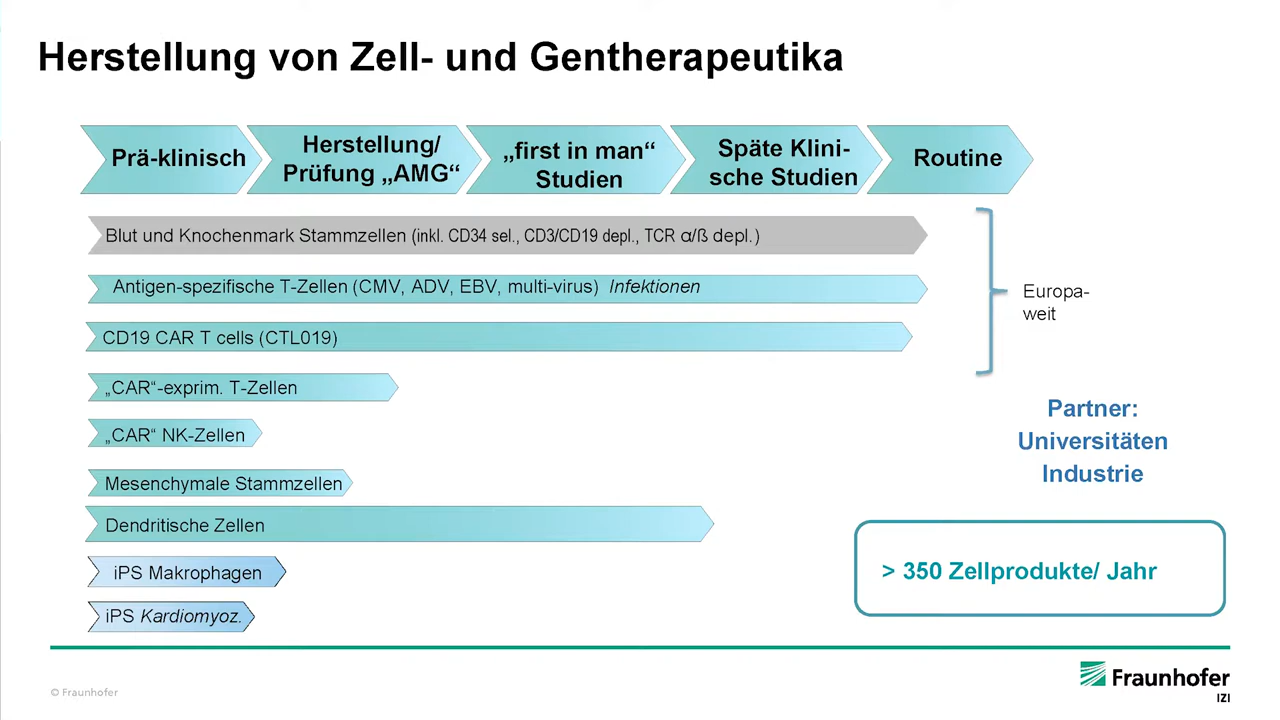 Herstellung von Zell- und Gentherapeutika
Prä-klinisch
Herstellung/
Prüfung „AMG“
„first in man“
Studien
Späte Klini-
sche Studien
Routine
Blut und Knochenmark Stammzellen (inkl. CD34 sel., CD3/CD19 depl., TCR α/ß depl.)
Antigen-spezifische T-Zellen (CMV, ADV, EBV, multi-virus) Infektionen
CD19 CAR T cells (CTL019)
„CAR“-exprim. T-Zellen
„CAR“ NK-Zellen
Mesenchymale Stammzellen
Dendritische Zellen
iPS Makrophagen
iPS Kardiomyoz.
Europa-
weit
Partner:
Universitäten
Industrie
> 350 Zellprodukte/ Jahr
© Fraunhofer
Fraunhofer
IZI